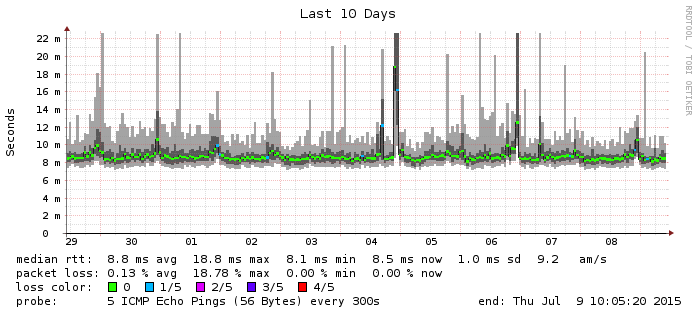 Last 10 Days
RRDTOOL / TOBI OETIKER
Seconds
22 m
20 m
18 m
16 m
14 m
12 m
10 m
8 m
6 m
4 m
2 m
0
29 30 01 02 03 04 05 06 07 08
median rtt: 8.8 ms avg 18.8 ms max 8.1 ms min 8.5 ms now 1.0 ms sd 9.2 am/s
packet loss: 0.13 % avg 18.78 % max 0.00 % min 0.00 % now
loss color: 0 1/5 2/5 3/5 4/5
probe: 5 ICMP Echo Pings (56 Bytes) every 300s end: Thu Jul 9 10:05:20 2015